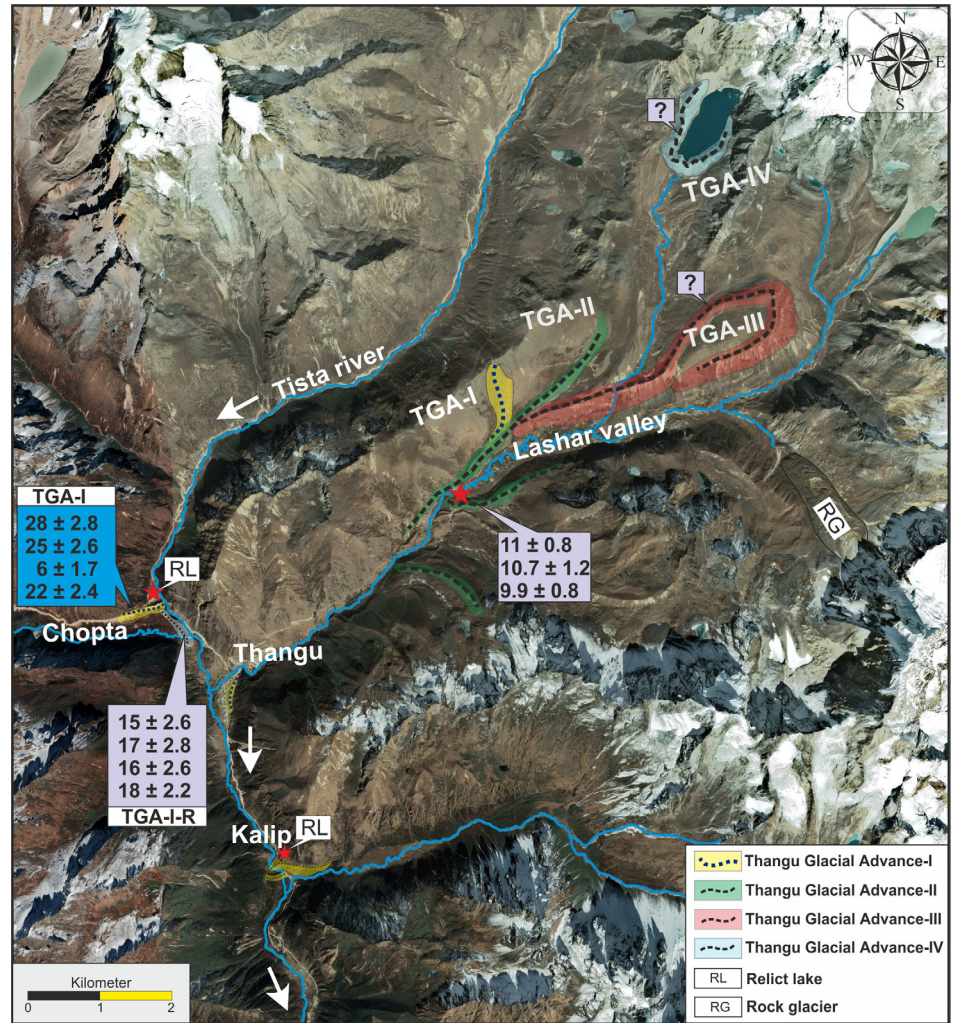 N
W E
S
?
TGA-IV
?
TGA-II
TGA-III
Tista river
TGA-I
Lashar valley
TGA-I
28 ± 2.8
25 ± 2.6
6 ± 1.7
22 ± 2.4
RG
11 ± 0.8
10.7 ± 1.2
9.9 ± 0.8
RL
Chopta
Thangu
15 ± 2.6
17 ± 2.8
16 ± 2.6
18 ± 2.2
TGA-I-R
Kalip
RL
Thangu Glacial Advance-I
Thangu Glacial Advance-II
Thangu Glacial Advance-III
Thangu Glacial Advance-IV
RL Relict lake
RG Rock glacier
Kilometer
0 1 2